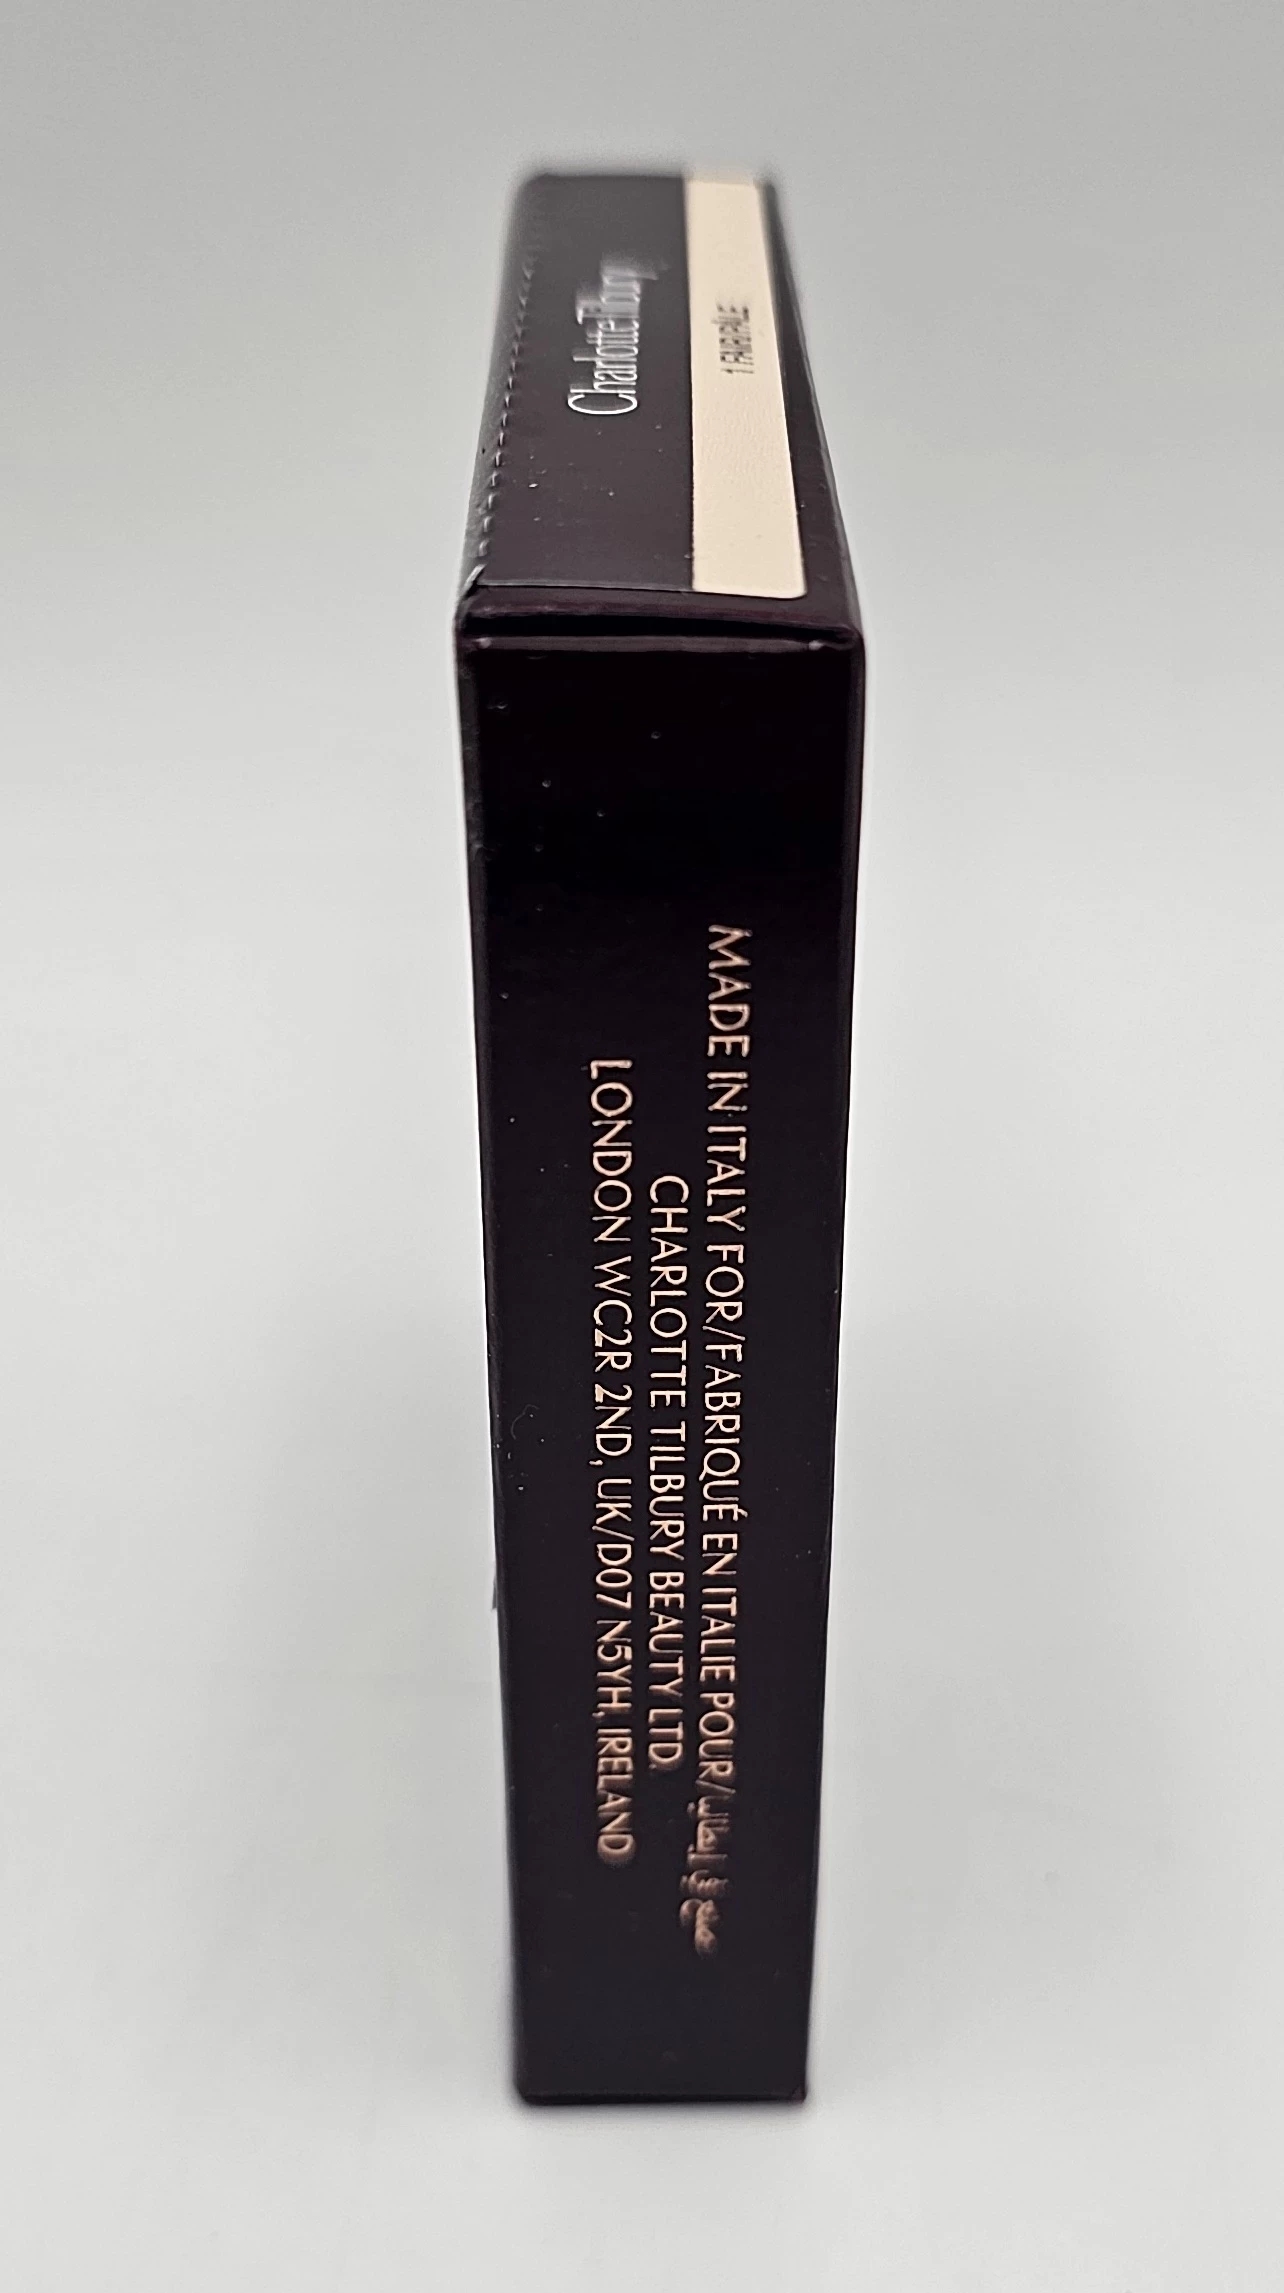 Charlotte Tilbury
MADE IN ITALY FOR/FABRIQUÉ EN ITALIE POUR/صنع في إيطاليا
CHARLOTTE TILBURY BEAUTY LTD.
LONDON WC2R 2ND, UK/D07 N5YH, IRELAND